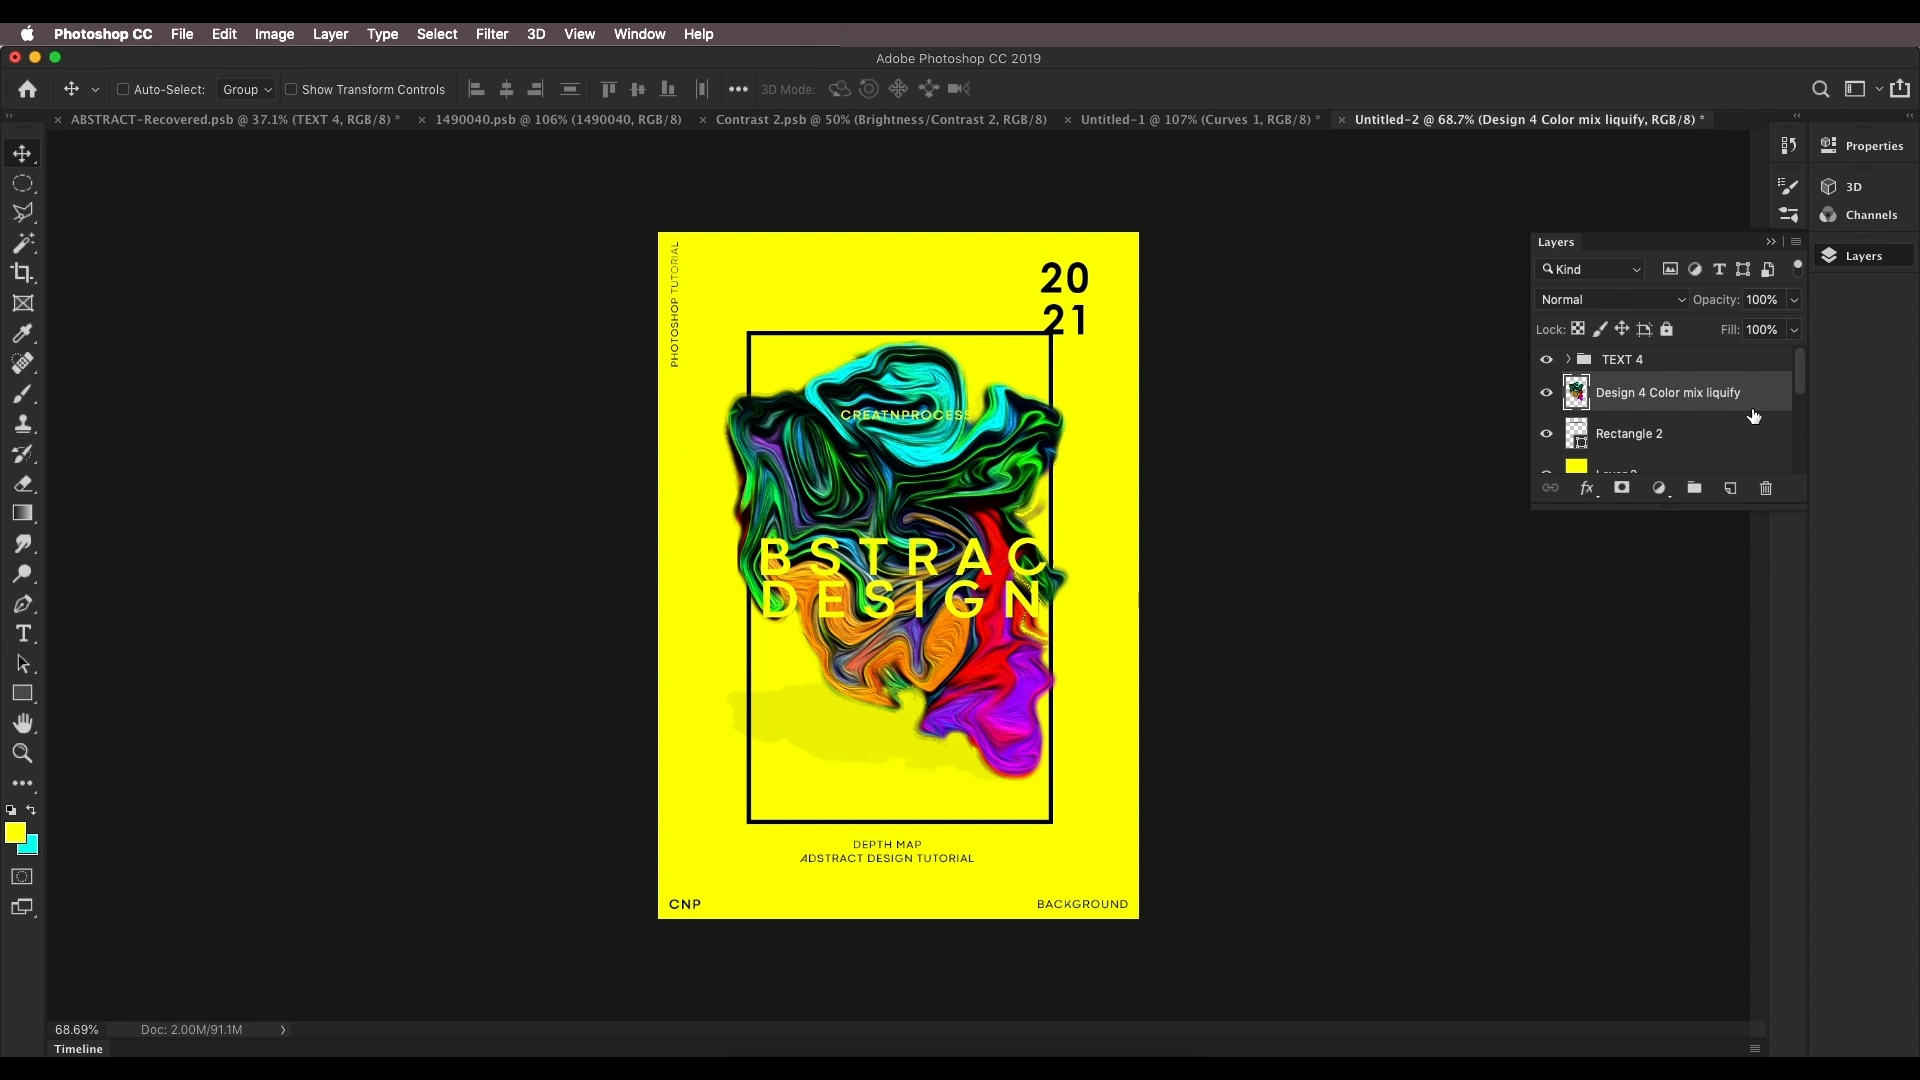 Photoshop CC File Edit Image Layer Type Select Filter 3D View Window Help
Adobe Photoshop CC 2019
Auto-Select: Group Show Transform Controls 3D Mode:
ABSTRACT-Recovered.psb @ 37.1% (TEXT 4, RGB/8) *
1490040.psb @ 106% (1490040, RGB/8)
Contrast 2.psb @ 50% (Brightness/Contrast 2, RGB/8)
Untitled-1 @ 107% (Curves 1, RGB/8) *
Untitled-2 @ 68.7% (Design 4 Color mix liquify, RGB/8) *
Properties
3D
Channels
Layers
Layers
Kind
Normal Opacity: 100%
Lock: Fill: 100%
TEXT 4
Design 4 Color mix liquify
Rectangle 2
PHOTOSHOP TUTORIAL
20
21
CREATNPROCESS
BSTRAC
DESIGN
DEPTH MAP
ADSTRACT DESIGN TUTORIAL
CNP
BACKGROUND
68.69% Doc: 2.00M/91.1M
Timeline